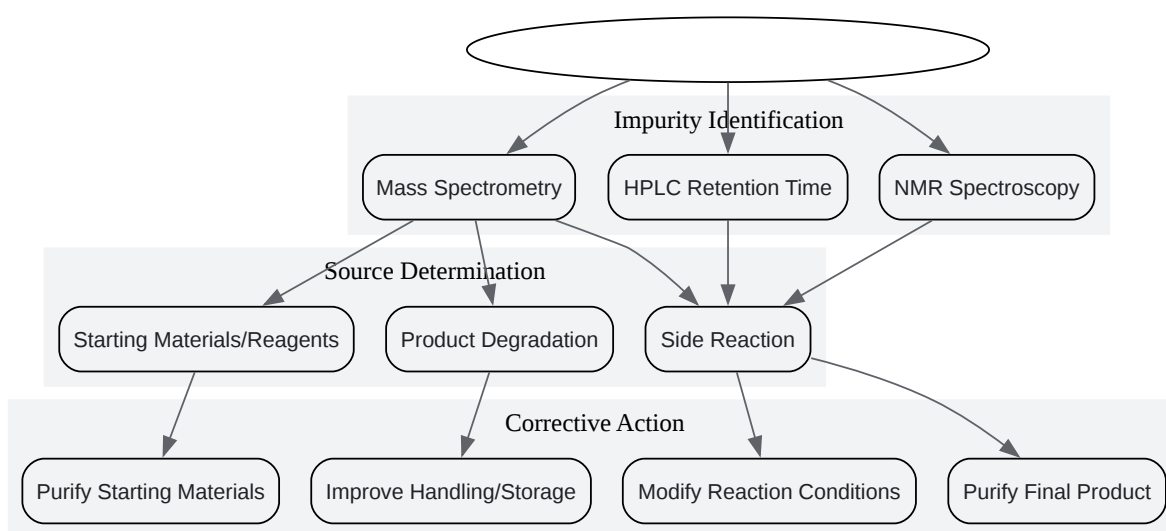 Impurity Identification
Mass Spectrometry
HPLC Retention Time
NMR Spectroscopy
Source Determination
Starting Materials/Reagents
Product Degradation
Side Reaction
Corrective Action
Purify Starting Materials
Improve Handling/Storage
Modify Reaction Conditions
Purify Final Product